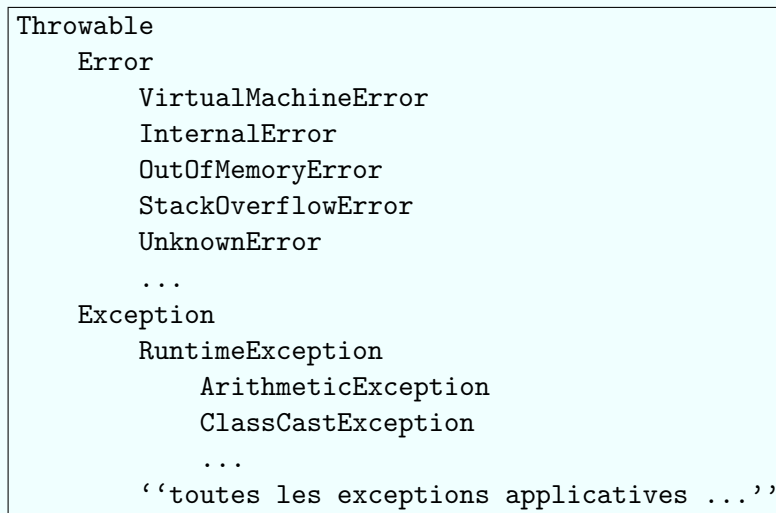 Throwable
Error
VirtualMachineError
InternalError
OutOfMemoryError
StackOverflowError
UnknownError
...
Exception
RuntimeException
ArithmeticException
ClassCastException
...
‘‘toutes les exceptions applicatives ...’’